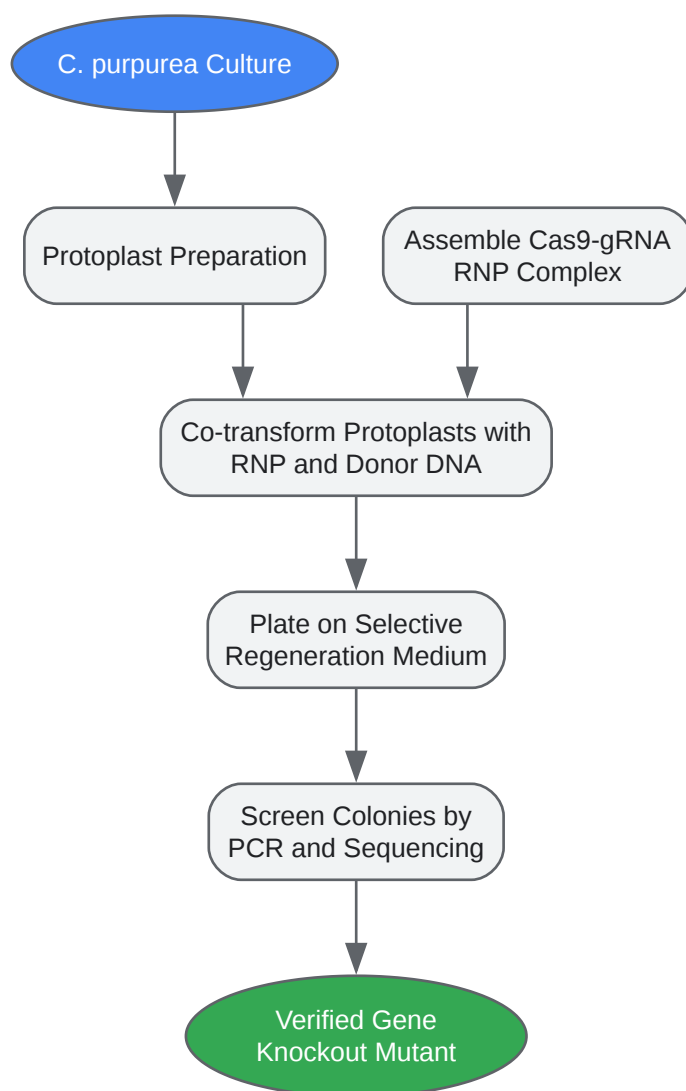 C. purpurea Culture
Protoplast Preparation
Assemble Cas9-gRNA
RNP Complex
Co-transform Protoplasts with
RNP and Donor DNA
Plate on Selective
Regeneration Medium
Screen Colonies by
PCR and Sequencing
Verified Gene
Knockout Mutant